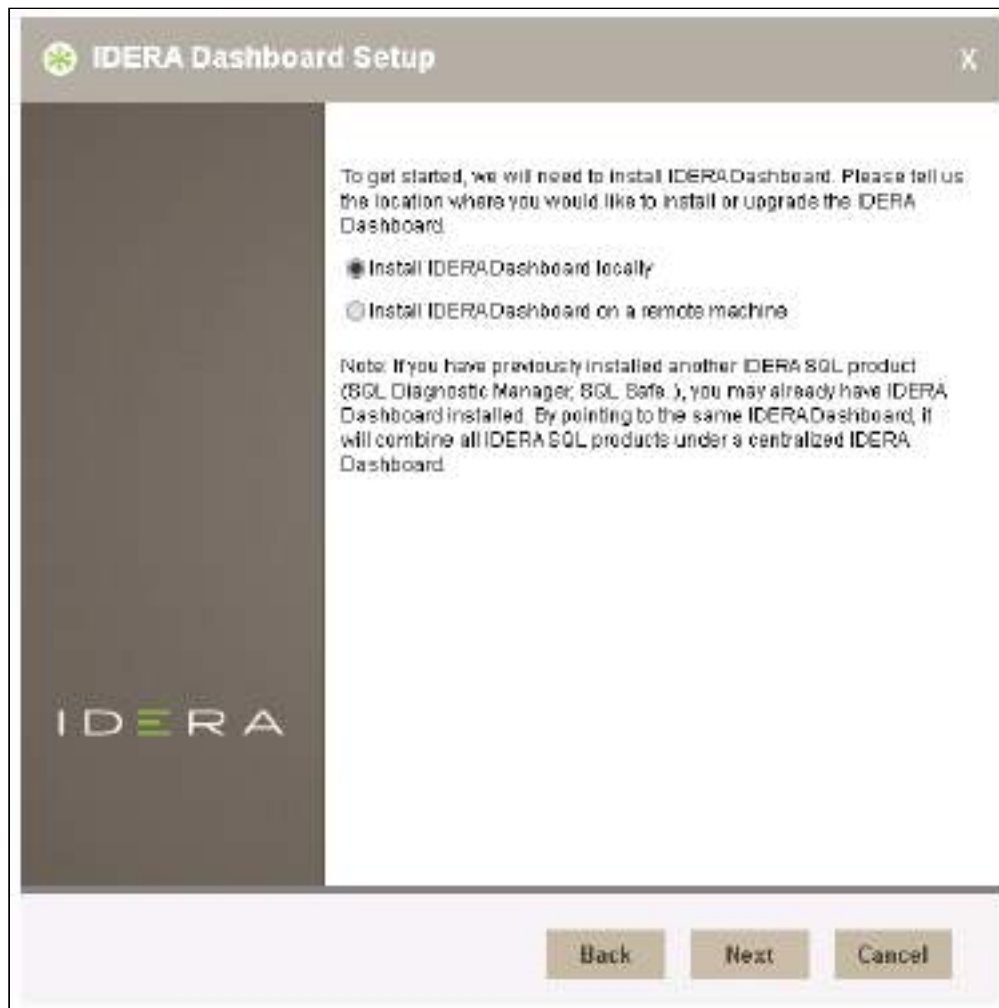 IDERA Dashboard Setup
X
To get started, we will need to install IDERA Dashboard. Please tell us
the location where you would like to install or upgrade the IDERA
Dashboard.
Install IDERA Dashboard locally
Install IDERA Dashboard on a remote machine
Note: If you have previously installed another IDERA SQL product
(SQL Diagnostic Manager, SQL Safe..), you may already have IDERA
Dashboard installed. By pointing to the same IDERA Dashboard, it
will combine all IDERA SQL products under a centralized IDERA
Dashboard.
IDERA
Back
Next
Cancel